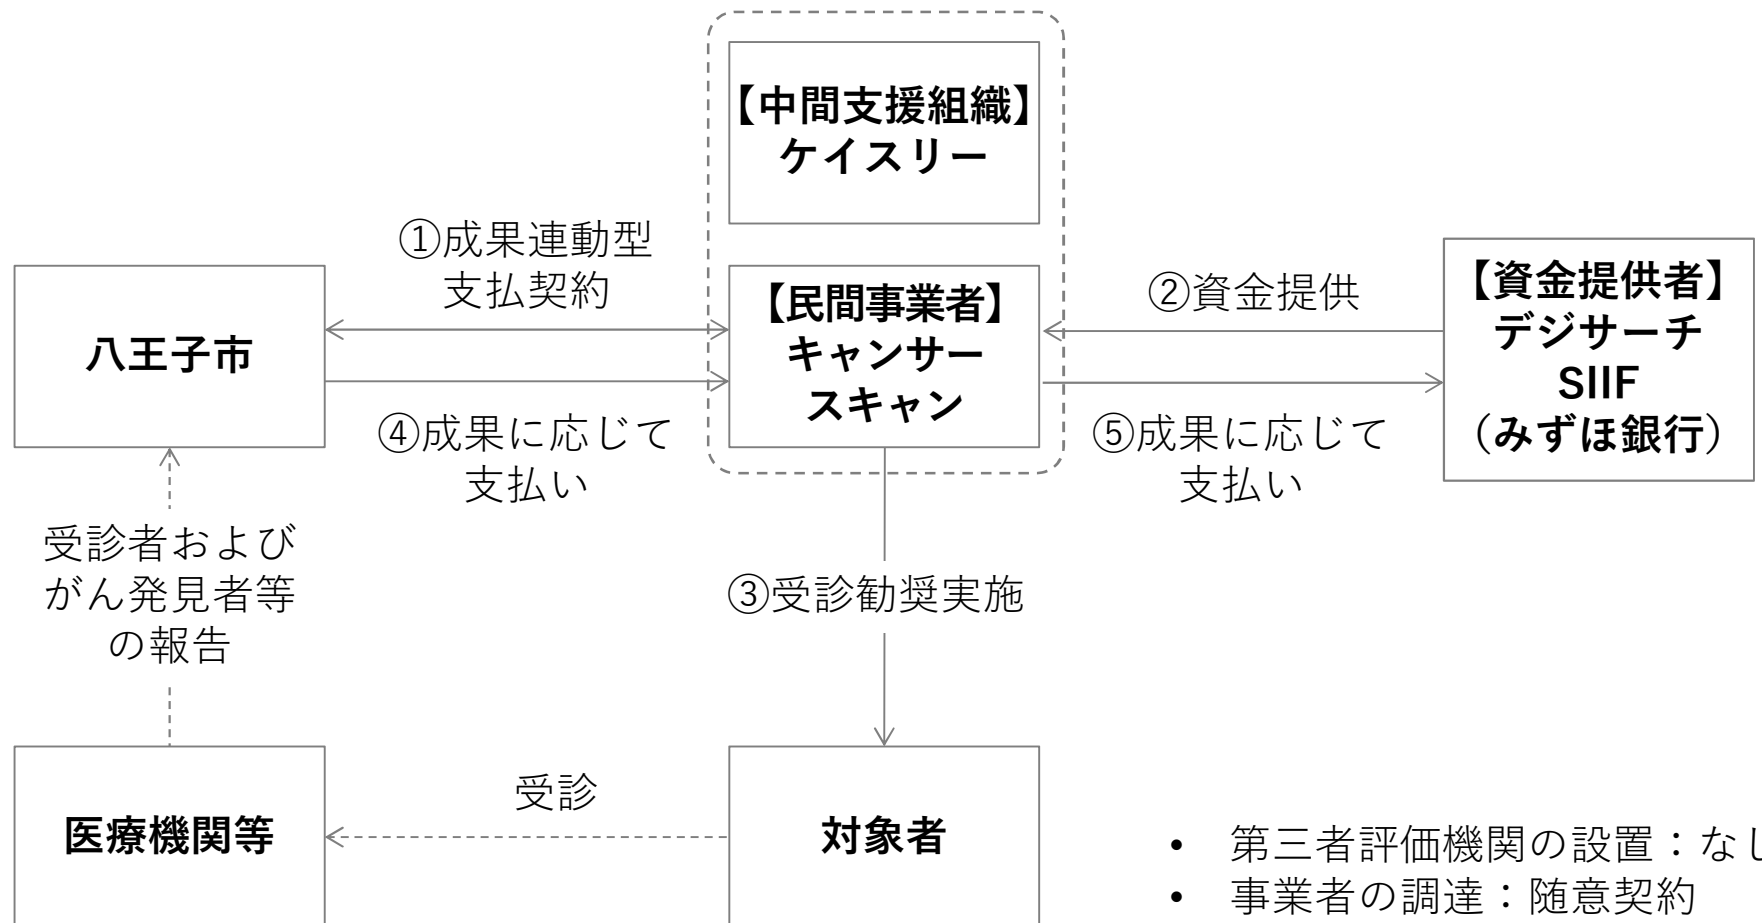 【中間支援組織】
ケイスリー
①成果連動型
支払契約
八王子市
【民間事業者】
キャンサー
スキャン
②資金提供
【資金提供者】
デジサーチ
SIIF
（みずほ銀行）
④成果に応じて
支払い
⑤成果に応じて
支払い
受診者および
がん発見者等
の報告
③受診勧奨実施
医療機関等
受診
対象者
• 第三者評価機関の設置：なし
• 事業者の調達：随意契約